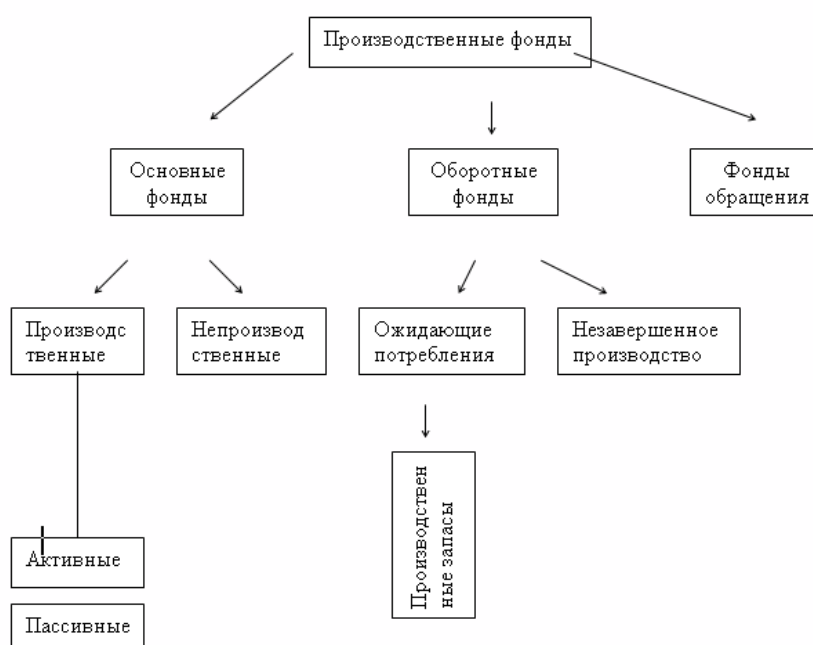 Производственные фонды
Основные
фонды
Оборотные
фонды
Фонды
обращения
Производс
твенные
Непроизвод
ственные
Ожидающие
потребления
Незавершенное
производство
Производствен
ные запасы
Активные
Пассивные